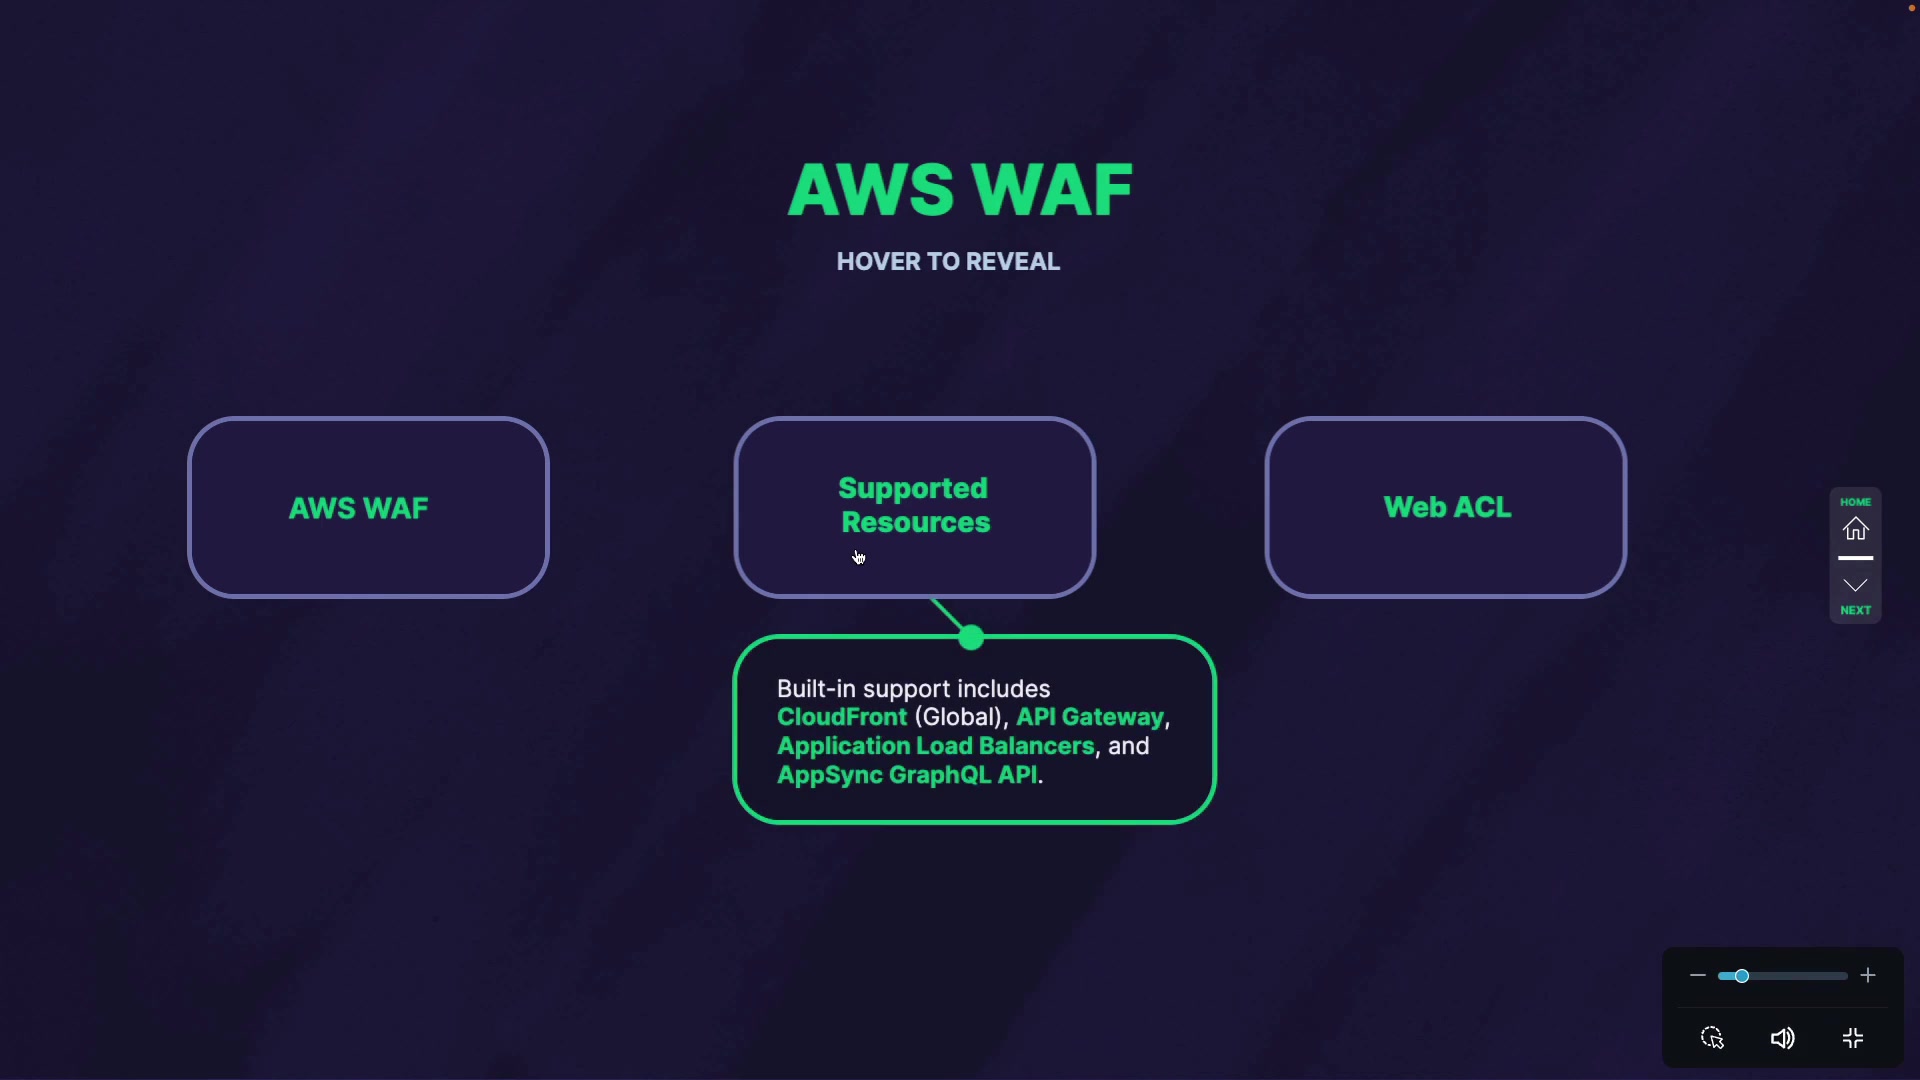 AWS WAF
HOVER TO REVEAL
AWS WAF
Supported
Resources
Web ACL
Built-in support includes
CloudFront (Global), API Gateway,
Application Load Balancers, and
AppSync GraphQL API.
HOME
NEXT